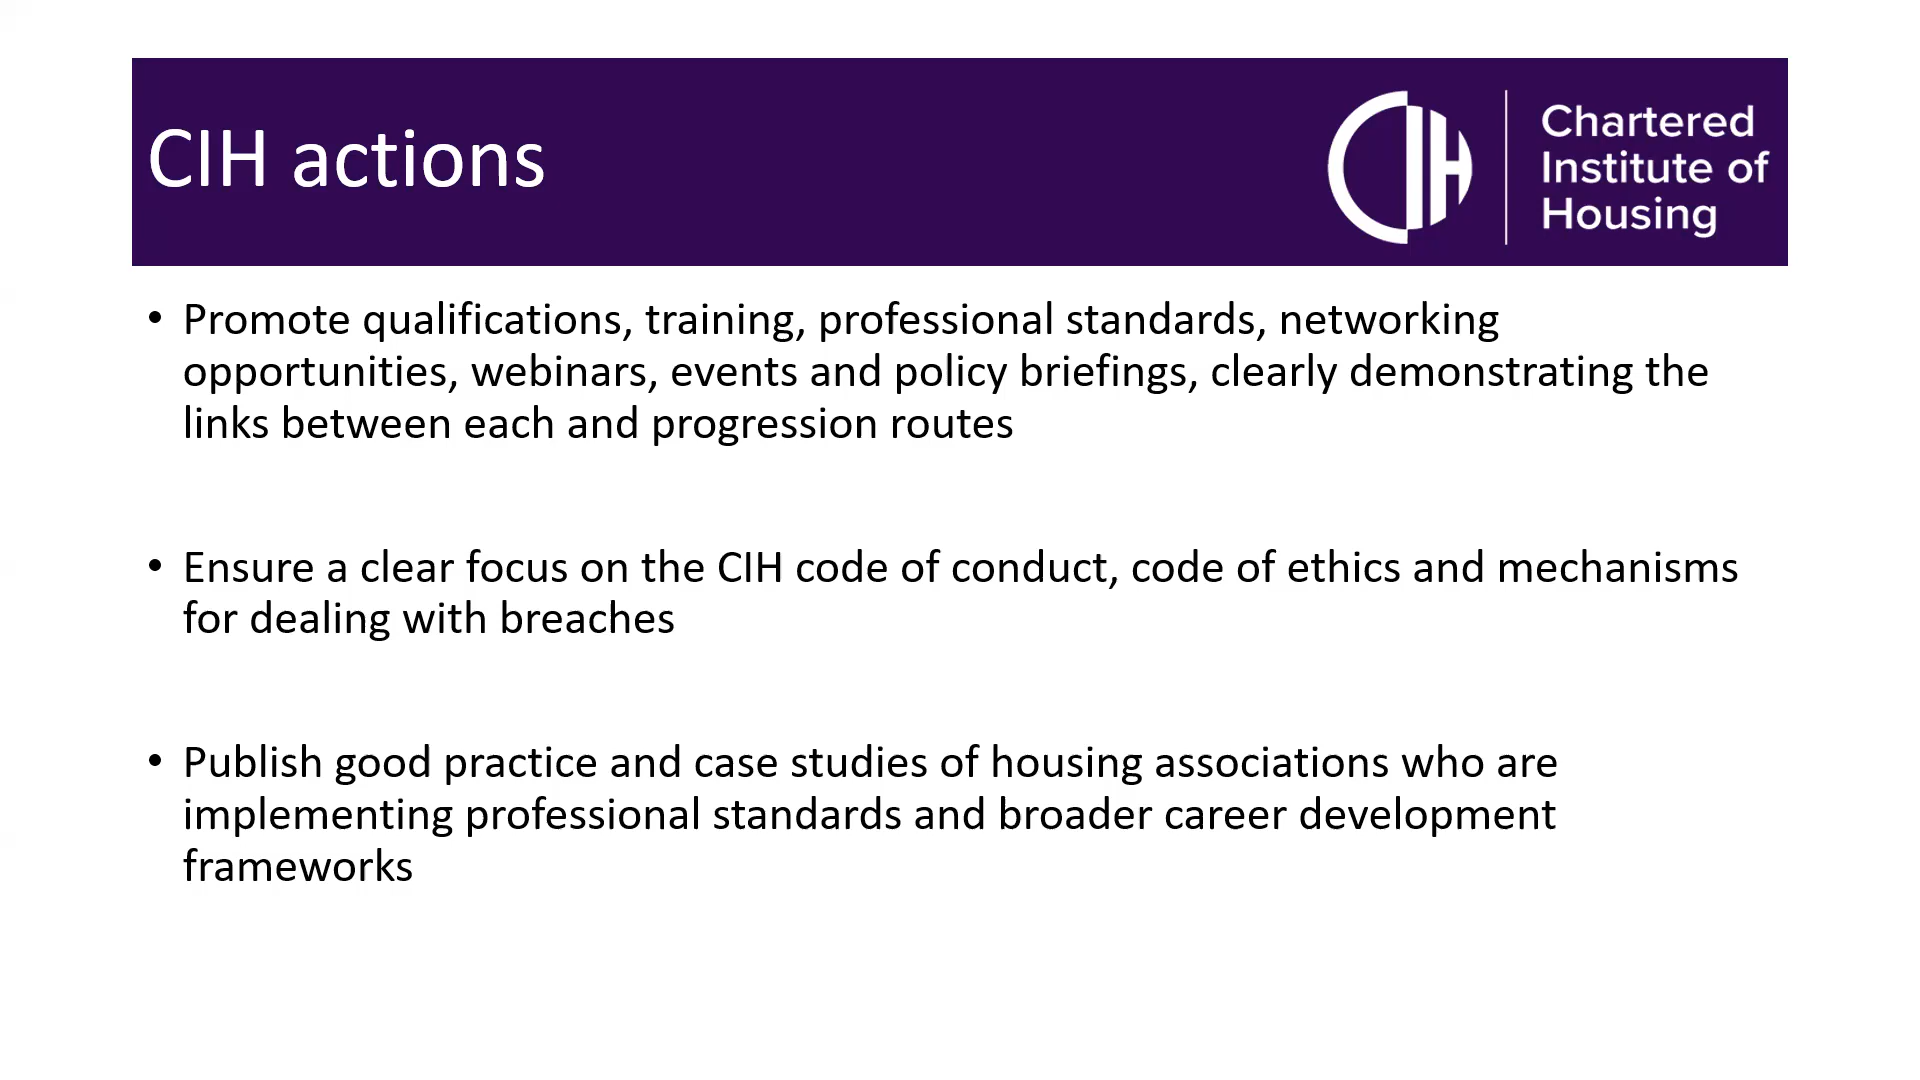 CIH actions
CIH
Chartered
Institute of
Housing
• Promote qualifications, training, professional standards, networking
opportunities, webinars, events and policy briefings, clearly demonstrating the
links between each and progression routes
• Ensure a clear focus on the CIH code of conduct, code of ethics and mechanisms
for dealing with breaches
• Publish good practice and case studies of housing associations who are
implementing professional standards and broader career development
frameworks